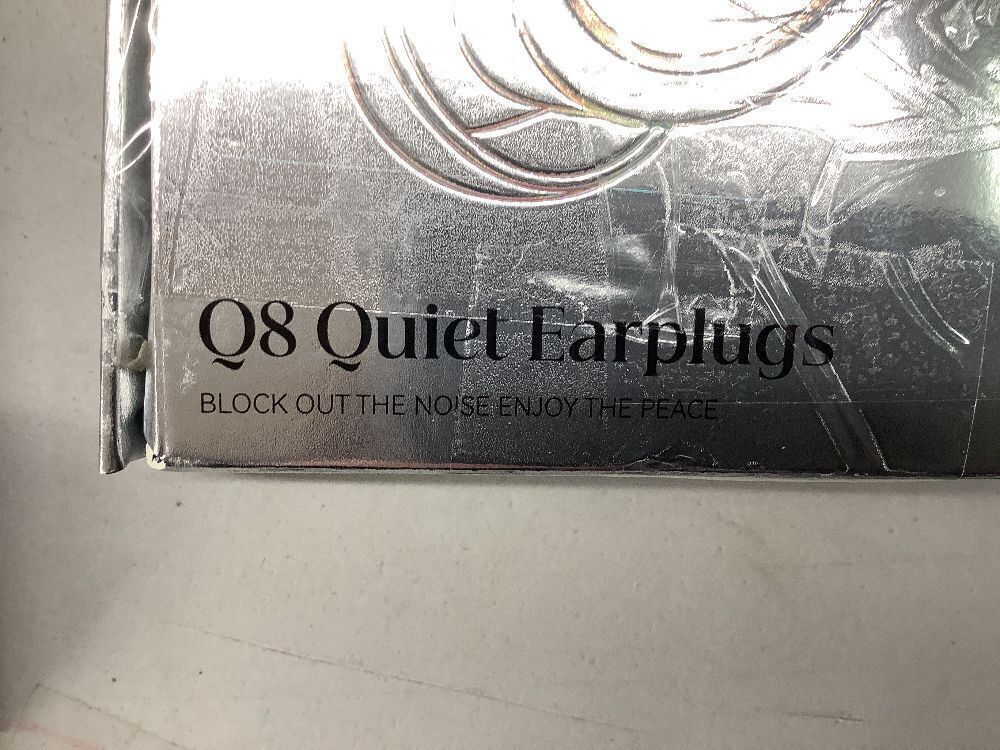 Q8 Quiet Earplugs
BLOCK OUT THE NOISE ENJOY THE PEACE